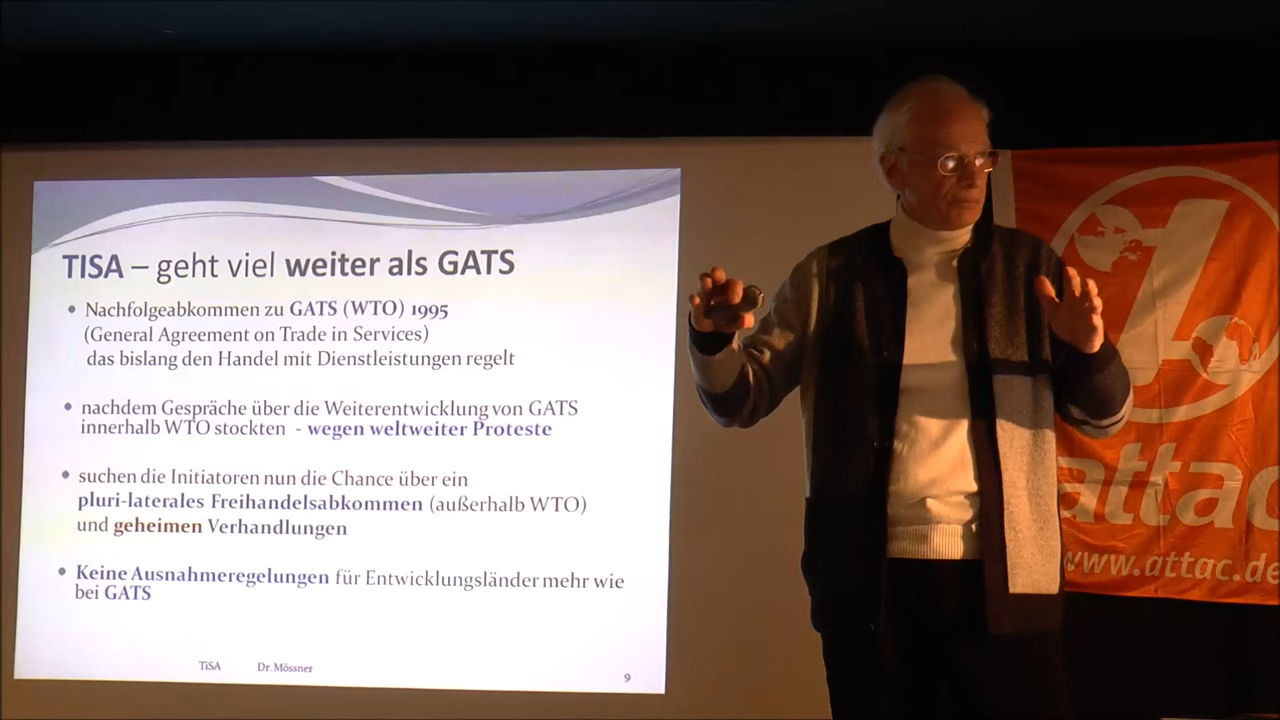 TISA – geht viel weiter als GATS
• Nachfolgeabkommen zu GATS (WTO) 1995
(General Agreement on Trade in Services)
das bislang den Handel mit Dienstleistungen regelt
• nachdem Gespräche über die Weiterentwicklung von GATS
innerhalb WTO stockten - wegen weltweiter Proteste
• suchen die Initiatoren nun die Chance über ein
pluri-laterales Freihandelsabkommen (außerhalb WTO)
und geheimen Verhandlungen
• Keine Ausnahmeregelungen für Entwicklungsländer mehr wie
bei GATS
TiSA Dr. Mössner
9
attac
www.attac.de